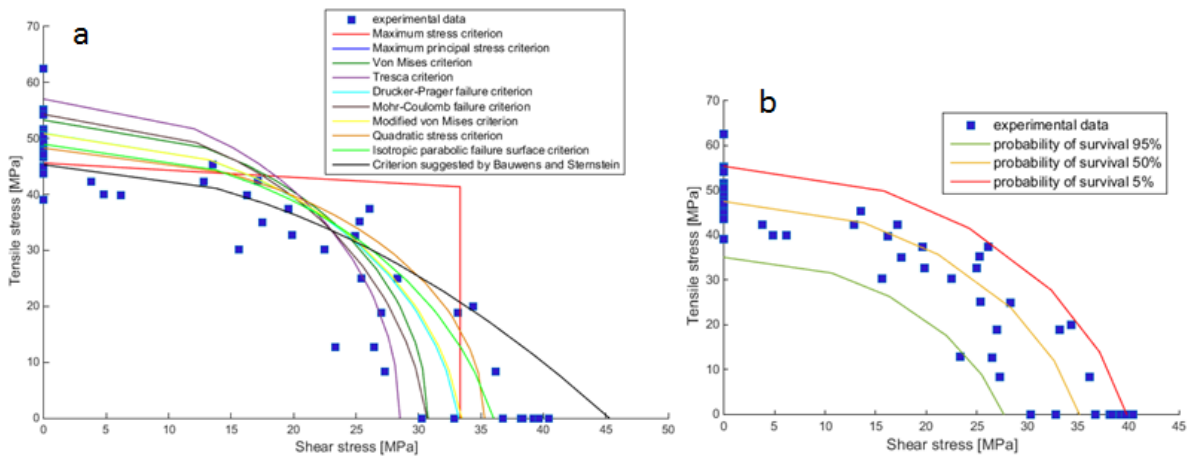 a
70
60
50
40
30
20
10
0
Tensile stress [MPa]
0 5 10 15 20 25 30 35 40 45 50
Shear stress [MPa]
experimental data
Maximum stress criterion
Maximum principal stress criterion
Von Mises criterion
Tresca criterion
Drucker-Prager failure criterion
Mohr-Coulomb failure criterion
Modified von Mises criterion
Quadratic stress criterion
Isotropic parabolic failure surface criterion
Criterion suggested by Bauwens and Sternstein
b
70
60
50
40
30
20
10
0
Tensile stress [MPa]
0 5 10 15 20 25 30 35 40 45
Shear stress [MPa]
experimental data
probability of survival 95%
probability of survival 50%
probability of survival 5%